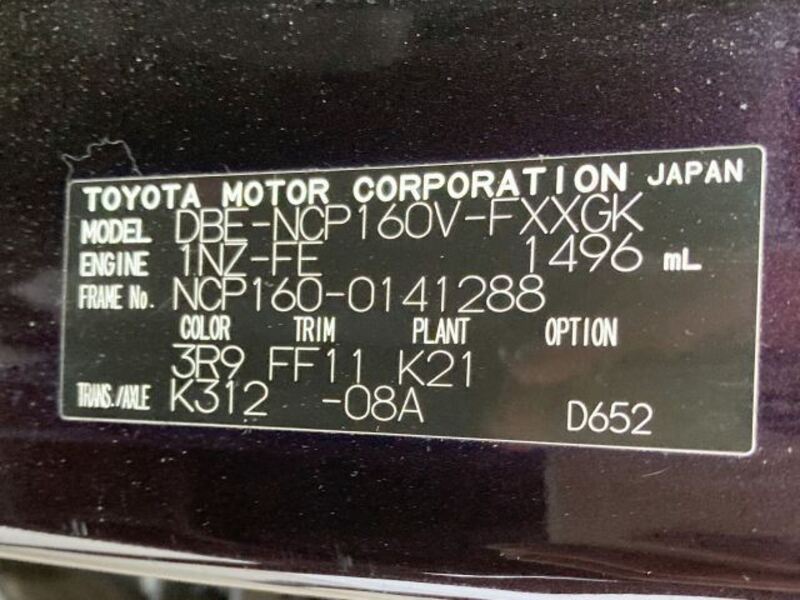 TOYOTA MOTOR CORPORATION JAPAN
MODEL DBE-NCP160V-FXXGK
ENGINE 1NZ-FE 1496 mL
FRAME No. NCP160-0141288
COLOR TRIM PLANT OPTION
3R9 FF11 K21
TRANS./AXLE K312 -08A D652